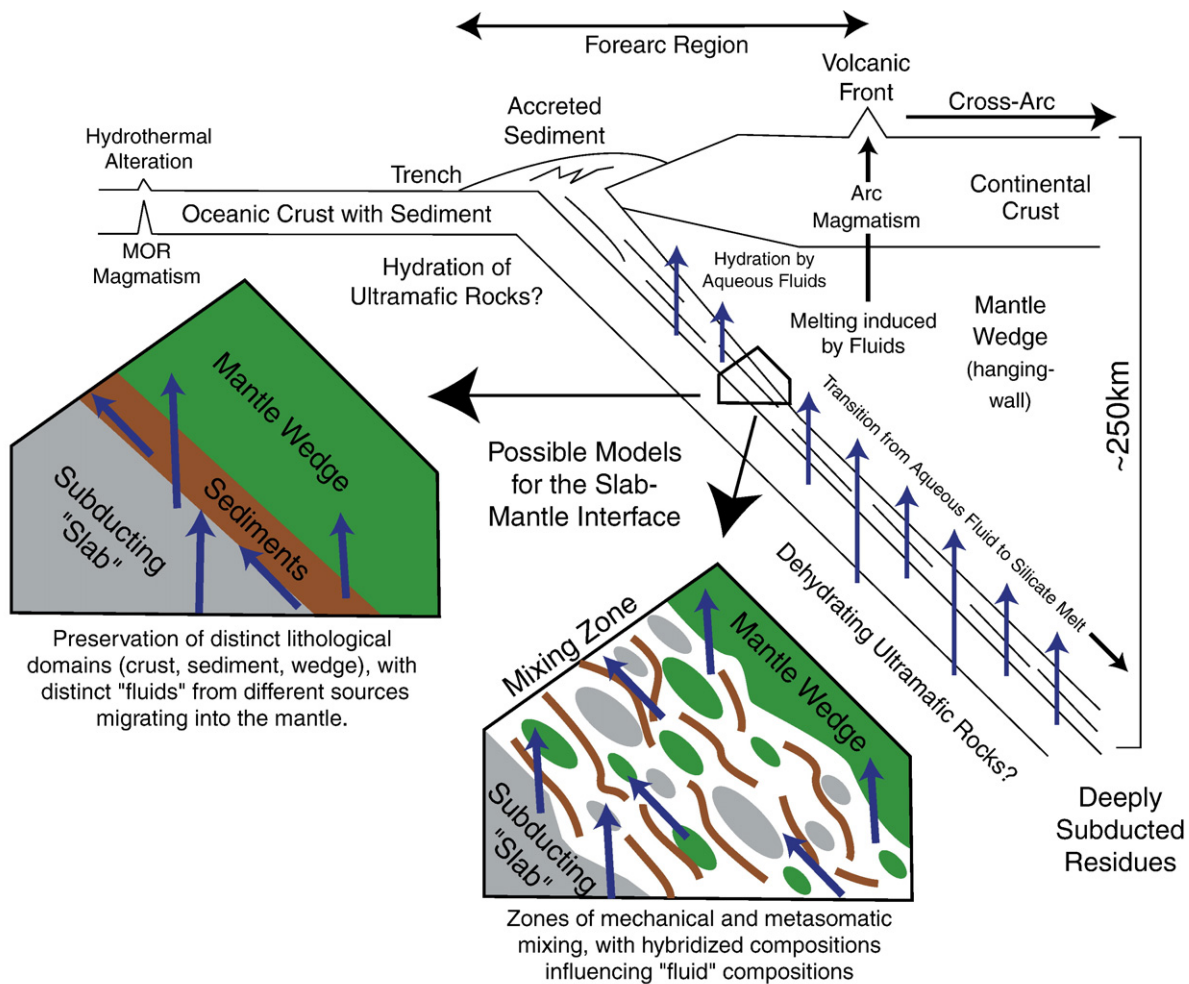 Forearc Region
Volcanic
Front
Cross-Arc
Accreted
Sediment
Hydrothermal
Alteration
Trench
Arc
Magmatism
Continental
Crust
Oceanic Crust with Sediment
MOR
Magmatism
Hydration of
Ultramafic Rocks?
Hydration by
Aqueous Fluids
Melting induced
by Fluids
Mantle
Wedge
(hanging-
wall)
~250km
Transition from Aqueous Fluid to Silicate Melt
Possible Models
for the Slab-
Mantle Interface
Mantle Wedge
Sediments
Subducting
"Slab"
Preservation of distinct lithological
domains (crust, sediment, wedge), with
distinct "fluids" from different sources
migrating into the mantle.
Dehydrating Ultramafic Rocks?
Mixing Zone
Mantle Wedge
Subducting
"Slab"
Zones of mechanical and metasomatic
mixing, with hybridized compositions
influencing "fluid" compositions
Deeply
Subducted
Residues